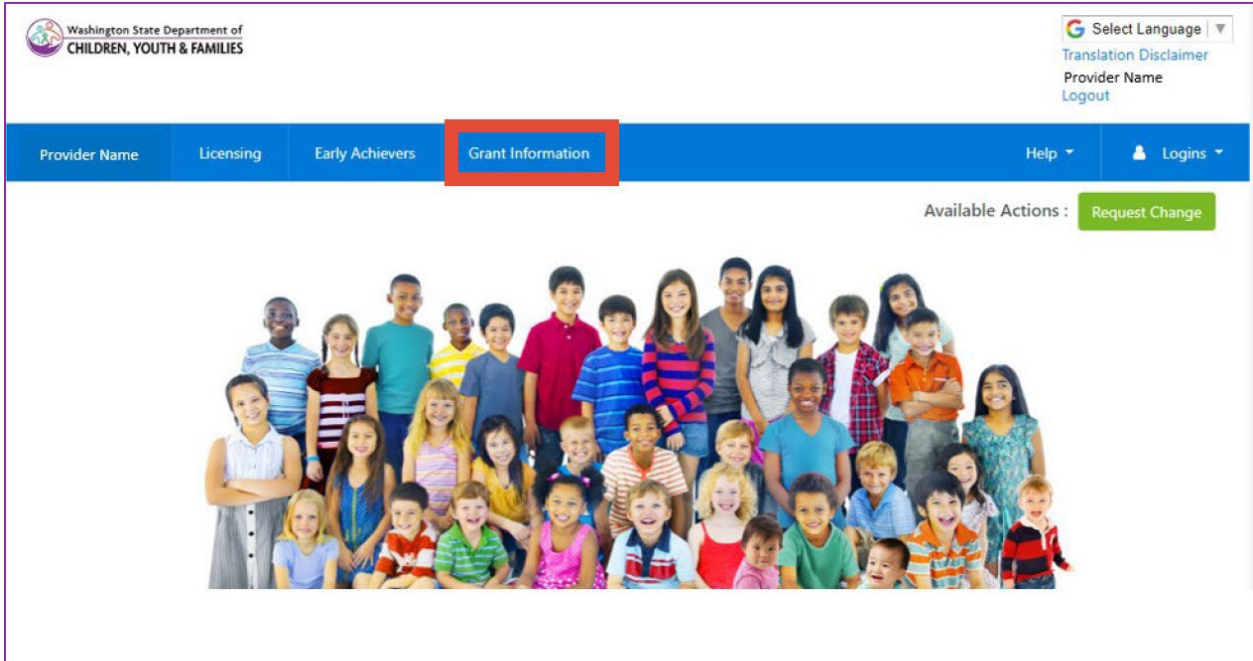 Washington State Department of
CHILDREN, YOUTH & FAMILIES
Select Language
Translation Disclaimer
Provider Name
Logout
Provider Name Licensing Early Achievers Grant Information Help Logins
Available Actions : Request Change